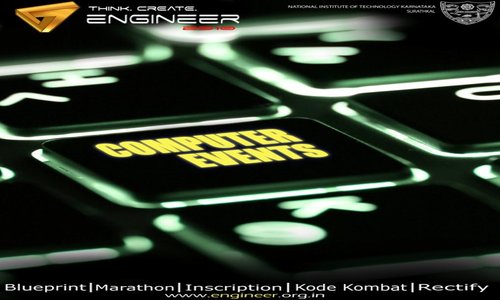 THINK. CREATE.
ENGINEER
NATIONAL INSTITUTE OF TECHNOLOGY KARNATAKA
SURATHKAL
H
L
COMPUTER
EVENTS
K
O
Blueprint|Marathon|Inscription|Kode Kombat|Rectify
www.engineer.org.in